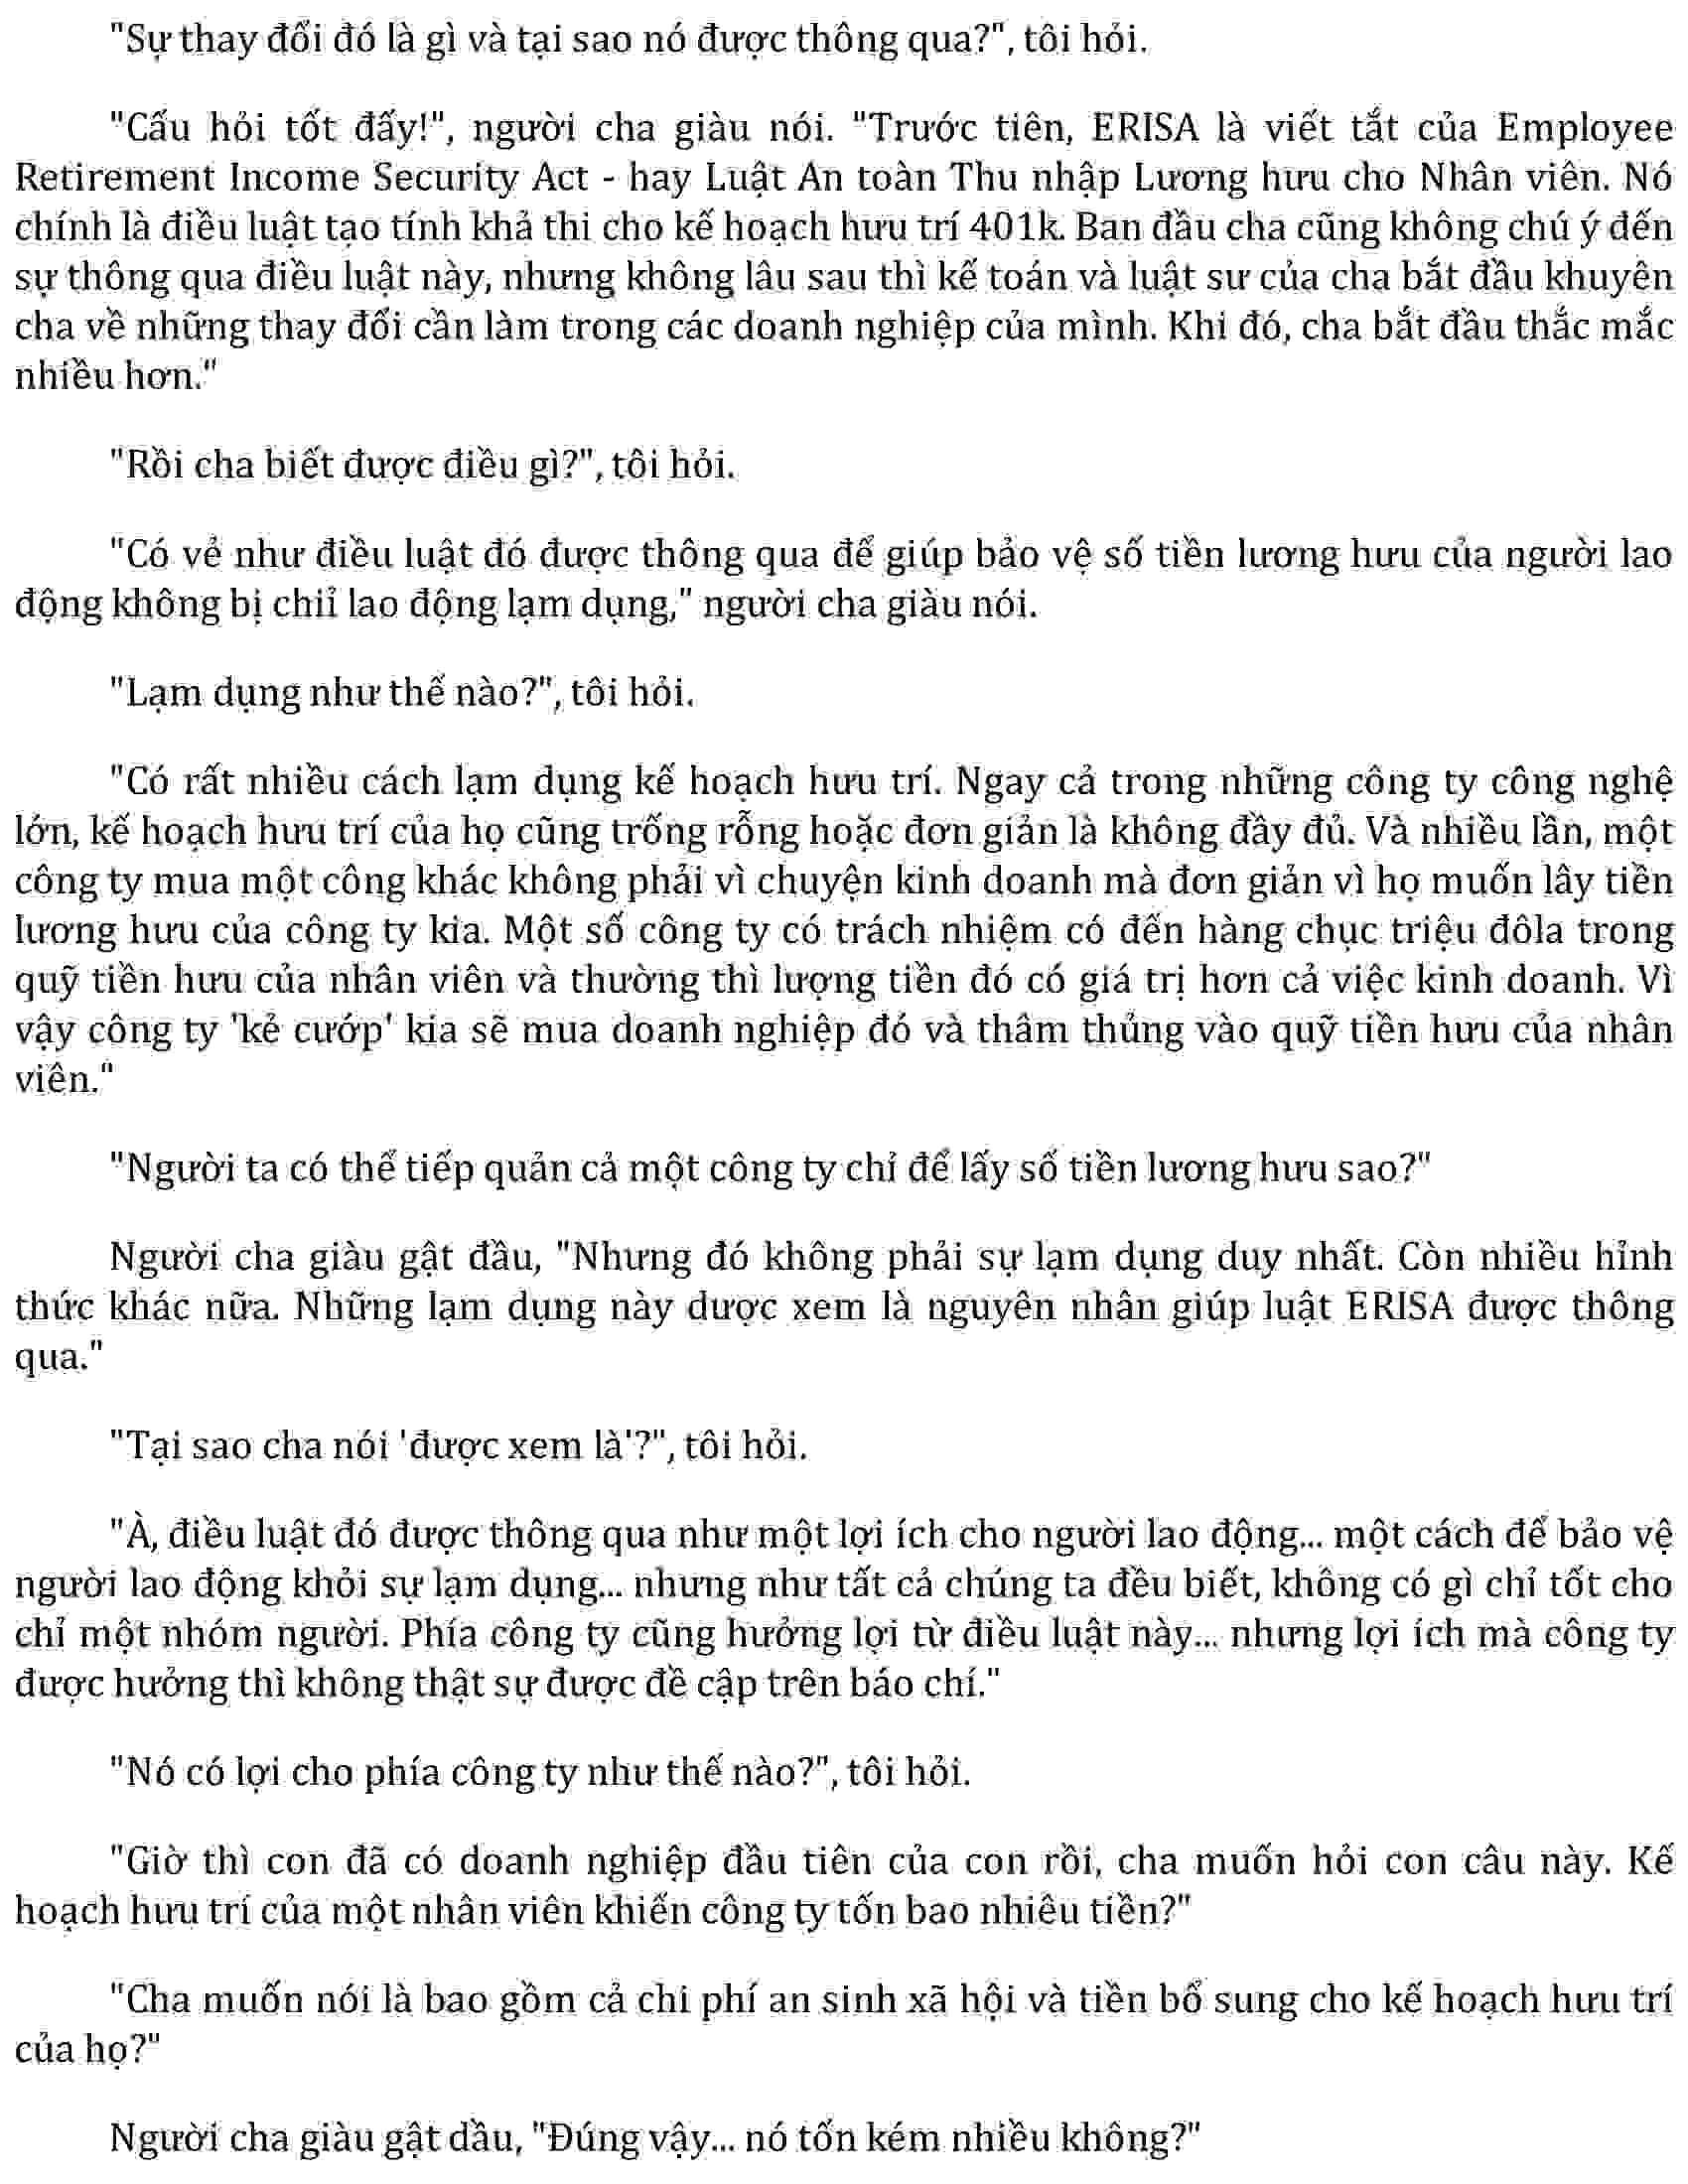 "Sự thay đổi đó là gì và tại sao nó được thông qua?", tôi hỏi.
"Cấu hỏi tốt đấy!", người cha giàu nói. "Trước tiên, ERISA là viết tắt của Employee
Retirement Income Security Act - hay Luật An toàn Thu nhập Lương hưu cho Nhân viên. Nó
chính là điều luật tạo tính khả thi cho kế hoạch hưu trí 401k. Ban đầu cha cũng không chú ý đến
sự thông qua điều luật này, nhưng không lâu sau thì kế toán và luật sư của cha bắt đầu khuyên
cha về những thay đổi cần làm trong các doanh nghiệp của mình. Khi đó, cha bắt đầu thắc mắc
nhiều hơn."
"Rồi cha biết được điều gì?", tôi hỏi.
"Có vẻ như điều luật đó được thông qua để giúp bảo vệ số tiền lương hưu của người lao
động không bị chiỉ lao động lạm dụng," người cha giàu nói.
"Lạm dụng như thế nào?", tôi hỏi.
"Có rất nhiều cách lạm dụng kế hoạch hưu trí. Ngay cả trong những công ty công nghệ
lớn, kế hoạch hưu trí của họ cũng trống rỗng hoặc đơn giản là không đầy đủ. Và nhiều lần, một
công ty mua một công khác không phải vì chuyện kinh doanh mà đơn giản vì họ muốn lây tiền
lương hưu của công ty kia. Một số công ty có trách nhiệm có đến hàng chục triệu đôla trong
quỹ tiền hưu của nhân viên và thường thì lượng tiền đó có giá trị hơn cả việc kinh doanh. Vì
vậy công ty 'kẻ cướp' kia sẽ mua doanh nghiệp đó và thâm thủng vào quỹ tiền hưu của nhân
viên."
"Người ta có thể tiếp quản cả một công ty chỉ để lấy số tiền lương hưu sao?"
Người cha giàu gật đầu, "Nhưng đó không phải sự lạm dụng duy nhất. Còn nhiều hỉnh
thức khác nữa. Những lạm dụng này dược xem là nguyên nhân giúp luật ERISA được thông
qua."
"Tại sao cha nói 'được xem là'?", tôi hỏi.
"À, điều luật đó được thông qua như một lợi ích cho người lao động... một cách để bảo vệ
người lao động khỏi sự lạm dụng... nhưng như tất cả chúng ta đều biết, không có gì chỉ tốt cho
chỉ một nhóm người. Phía công ty cũng hưởng lợi từ điều luật này... nhưng lợi ích mà công ty
được hưởng thì không thật sự được đề cập trên báo chí."
"Nó có lợi cho phía công ty như thế nào?", tôi hỏi.
"Giờ thì con đã có doanh nghiệp đầu tiên của con rồi, cha muốn hỏi con câu này. Kế
hoạch hưu trí của một nhân viên khiến công ty tốn bao nhiêu tiền?"
"Cha muốn nói là bao gồm cả chi phí an sinh xã hội và tiền bổ sung cho kế hoạch hưu trí
của họ?"
Người cha giàu gật dầu, "Đúng vậy... nó tốn kém nhiều không?"